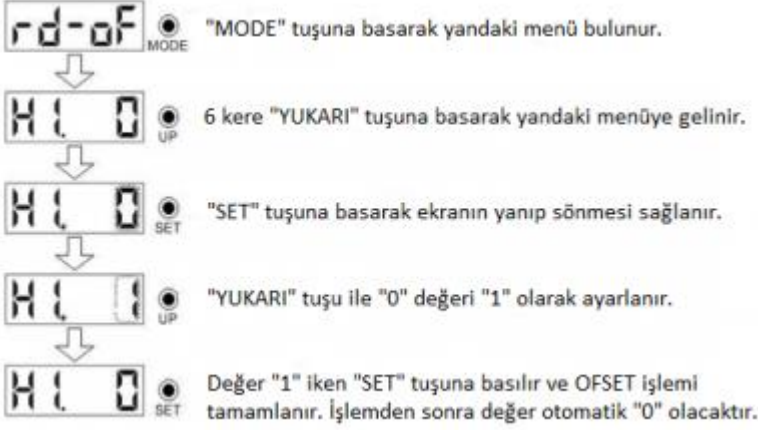 rd-oF
MODE
"MODE" tuşuna basarak yandaki menü bulunur.
H1. 0
UP
6 kere "YUKARI" tuşuna basarak yandaki menüye gelinir.
H1. 0
SET
"SET" tuşuna basarak ekranın yanıp sönmesi sağlanır.
H1. 1
UP
"YUKARI" tuşu ile "0" değeri "1" olarak ayarlanır.
H1. 0
SET
Değer "1" iken "SET" tuşuna basılır ve OFSET işlemi
tamamlanır. İşlemden sonra değer otomatik "0" olacaktır.